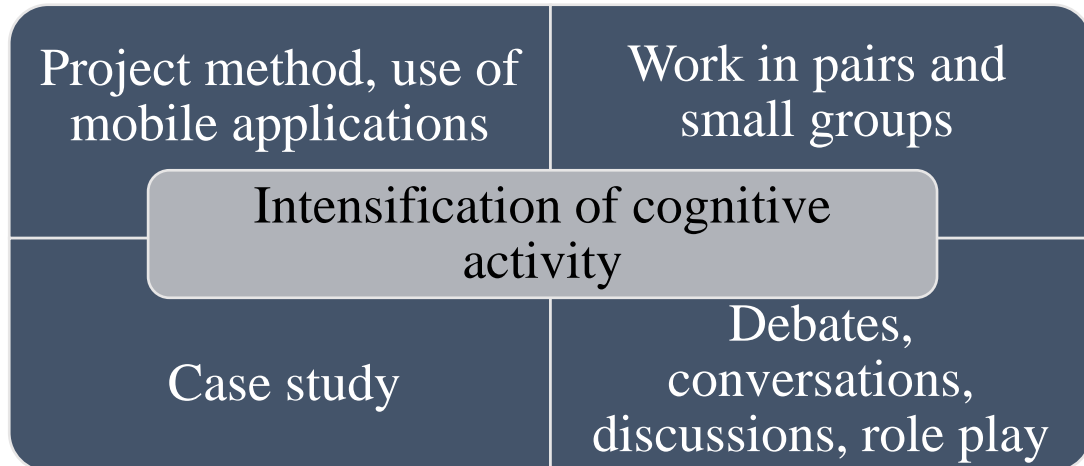 Project method, use of
mobile applications
Work in pairs and
small groups
Intensification of cognitive
activity
Case study
Debates,
conversations,
discussions, role play